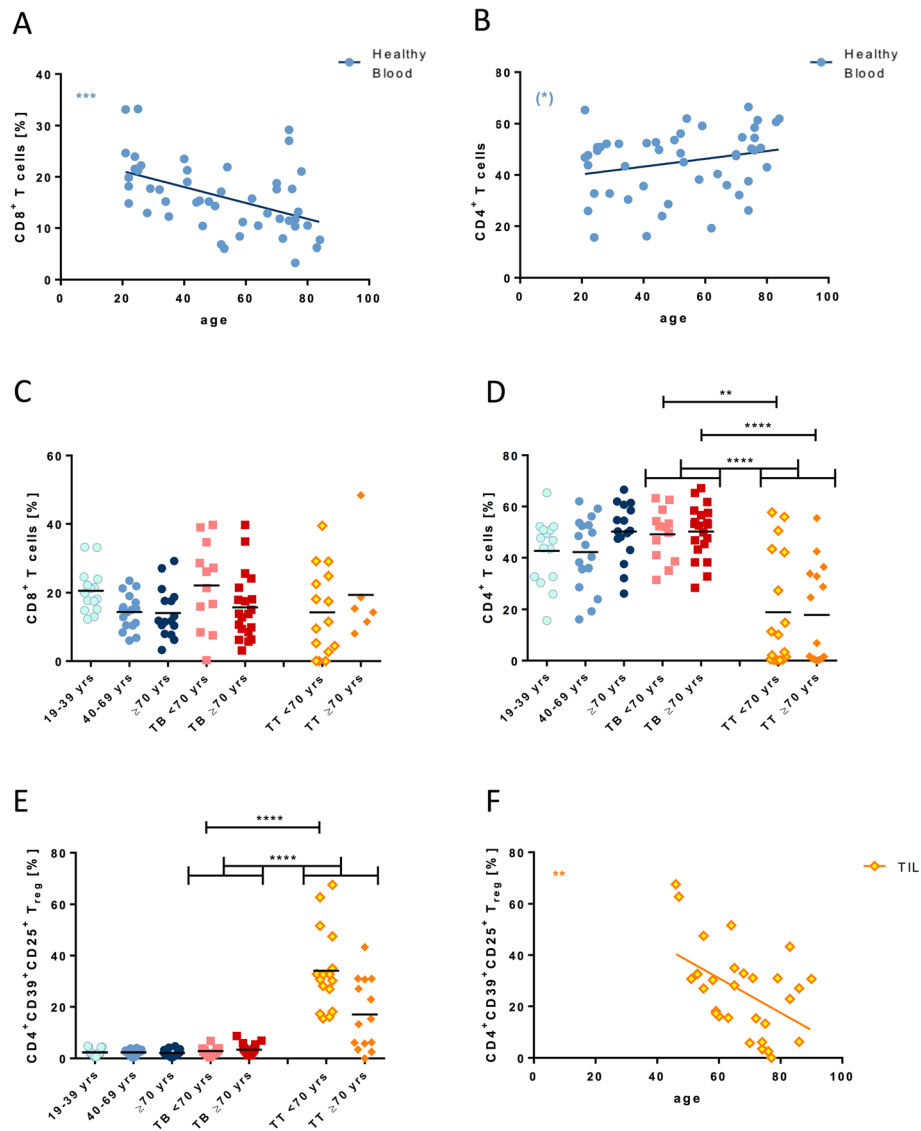 A
Healthy
Blood
***
CD8+ T cells [%]
40
30
20
10
0
0 20 40 60 80 100
age
B
Healthy
Blood
(*)
CD4+ T cells
80
60
40
20
0
0 20 40 60 80 100
age
C
CD8+ T cells [%]
60
40
20
0
19-39 yrs
40-69 yrs
≥70 yrs
TB <70 yrs
TB ≥70 yrs
TT <70 yrs
TT ≥70 yrs
D
**
****
****
CD4+ T cells [%]
80
60
40
20
0
19-39 yrs
40-69 yrs
≥70 yrs
TB <70 yrs
TB ≥70 yrs
TT <70 yrs
TT ≥70 yrs
E
****
****
CD4+CD39+CD25+ Treg [%]
80
60
40
20
0
19-39 yrs
40-69 yrs
≥70 yrs
TB <70 yrs
TB ≥70 yrs
TT <70 yrs
TT ≥70 yrs
F
TIL
**
CD4+CD39+CD25+ Treg [%]
80
60
40
20
0
0 20 40 60 80 100
age